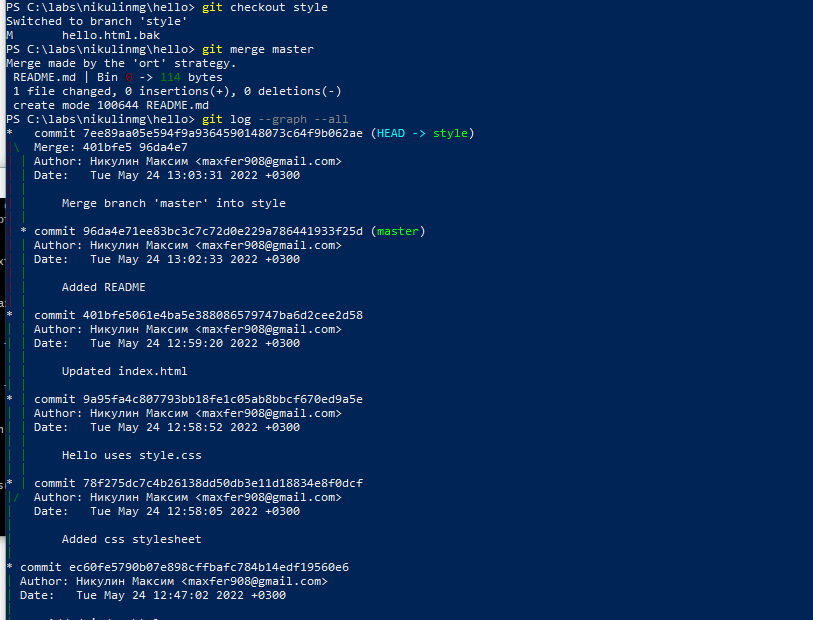 PS C:\labs\nikulinmg\hello> git checkout style
Switched to branch 'style'
M       hello.html.bak
PS C:\labs\nikulinmg\hello> git merge master
Merge made by the 'ort' strategy.
 README.md | Bin 0 -> 114 bytes
 1 file changed, 0 insertions(+), 0 deletions(-)
 create mode 100644 README.md
PS C:\labs\nikulinmg\hello> git log --graph --all
*   commit 7ee89aa05e594f9a9364590148073c64f9b062ae (HEAD -> style)
|\  Merge: 401bfe5 96da4e7
| | Author: Никулин Максим <maxfer908@gmail.com>
| | Date:   Tue May 24 13:03:31 2022 +0300
| |
| |     Merge branch 'master' into style
| |
| * commit 96da4e71ee83bc3c7c72d0e229a786441933f25d (master)
| | Author: Никулин Максим <maxfer908@gmail.com>
| | Date:   Tue May 24 13:02:33 2022 +0300
| |
| |     Added README
| |
* | commit 401bfe5061e4ba5e388086579747ba6d2cee2d58
| | Author: Никулин Максим <maxfer908@gmail.com>
| | Date:   Tue May 24 12:59:20 2022 +0300
| |
| |     Updated index.html
| |
* | commit 9a95fa4c807793bb18fe1c05ab8bbcf670ed9a5e
| | Author: Никулин Максим <maxfer908@gmail.com>
| | Date:   Tue May 24 12:58:52 2022 +0300
| |
| |     Hello uses style.css
| |
* | commit 78f275dc7c4b26138dd50db3e11d18834e8f0dcf
|/  Author: Никулин Максим <maxfer908@gmail.com>
|   Date:   Tue May 24 12:58:05 2022 +0300
|
|       Added css stylesheet
|
* commit ec60fe5790b07e898cffbafc784b14edf19560e6
| Author: Никулин Максим <maxfer908@gmail.com>
| Date:   Tue May 24 12:47:02 2022 +0300
|